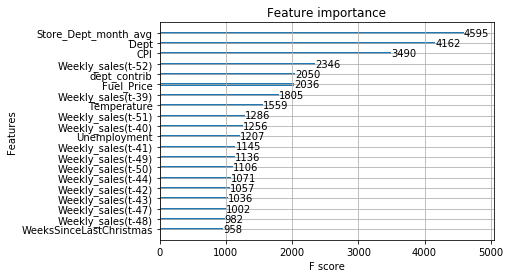 Feature importance
Store_Dept_month_avg 4595
Dept 4162
CPI 3490
Weekly_sales(t-52) 2346
dept_contrib 2050
Fuel_Price 2036
Weekly_sales(t-39) 1805
Temperature 1559
Weekly_sales(t-51) 1286
Weekly_sales(t-40) 1256
Unemployment 1207
Weekly_sales(t-41) 1145
Weekly_sales(t-49) 1136
Weekly_sales(t-50) 1106
Weekly_sales(t-44) 1071
Weekly_sales(t-42) 1057
Weekly_sales(t-43) 1036
Weekly_sales(t-47) 1002
Weekly_sales(t-48) 982
WeeksSinceLastChristmas 958
Features
0 1000 2000 3000 4000 5000
F score